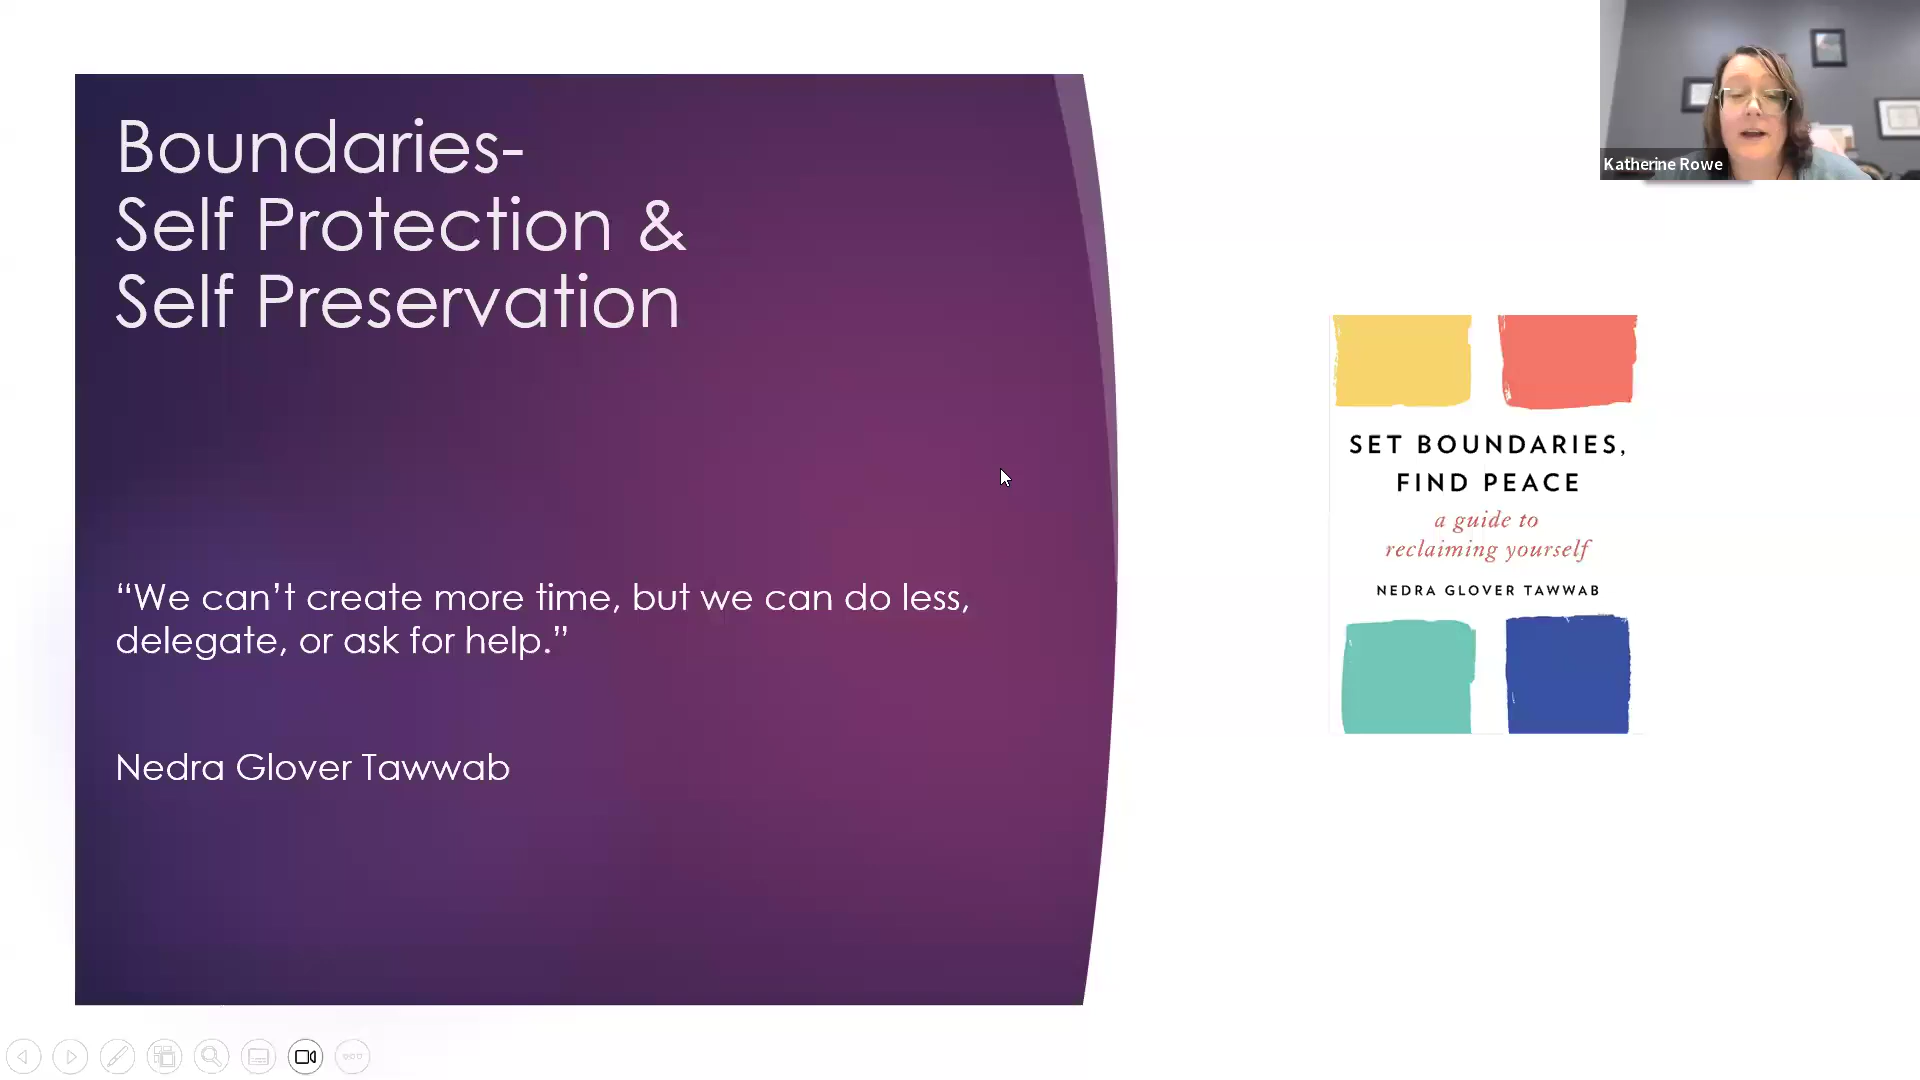 Boundaries-
Self Protection &
Self Preservation
“We can’t create more time, but we can do less,
delegate, or ask for help.”
Nedra Glover Tawwab
SET BOUNDARIES,
FIND PEACE
a guide to
reclaiming yourself
NEDRA GLOVER TAWWAB
Katherine Rowe